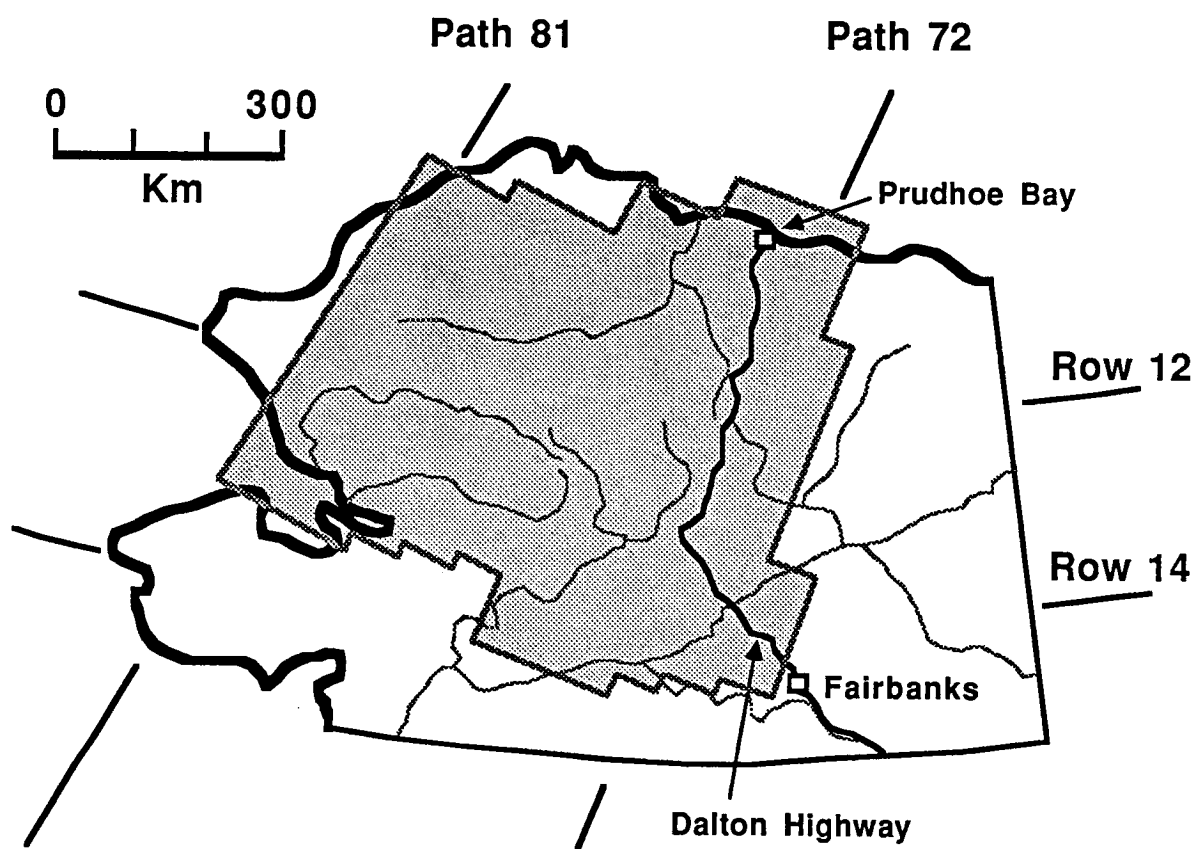 Path 81
Path 72
0 300
Km
Prudhoe Bay
Row 12
Row 14
Fairbanks
Dalton Highway